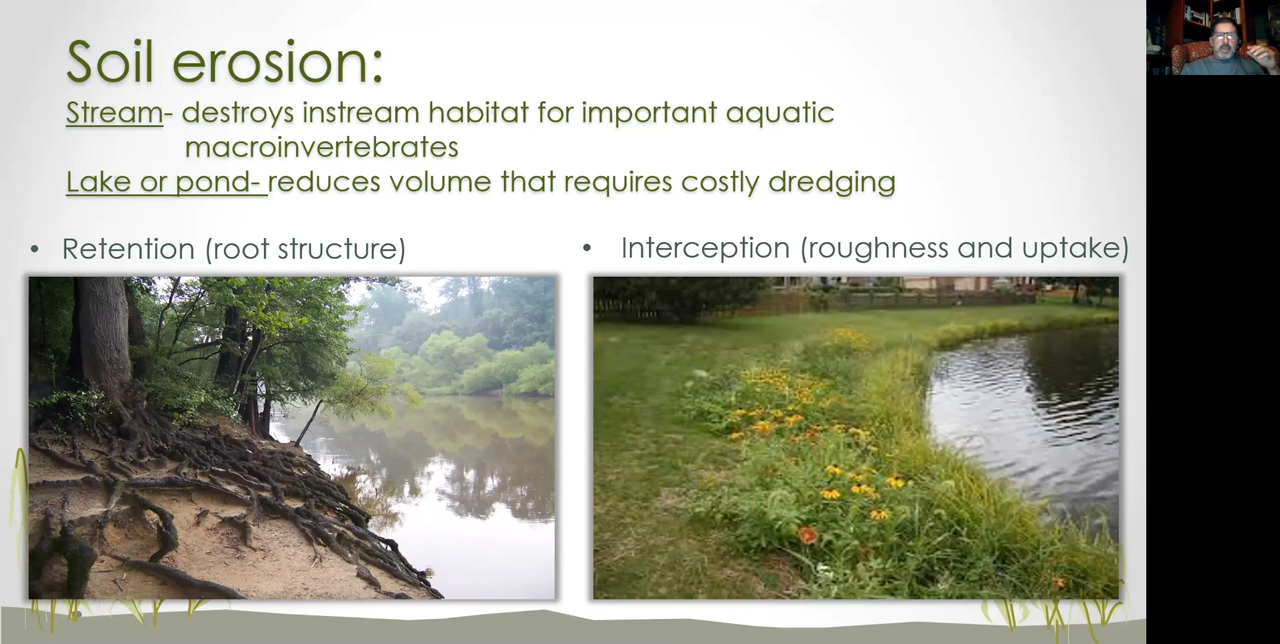 Soil erosion:
Stream- destroys instream habitat for important aquatic
macroinvertebrates
Lake or pond- reduces volume that requires costly dredging
• Retention (root structure)
• Interception (roughness and uptake)